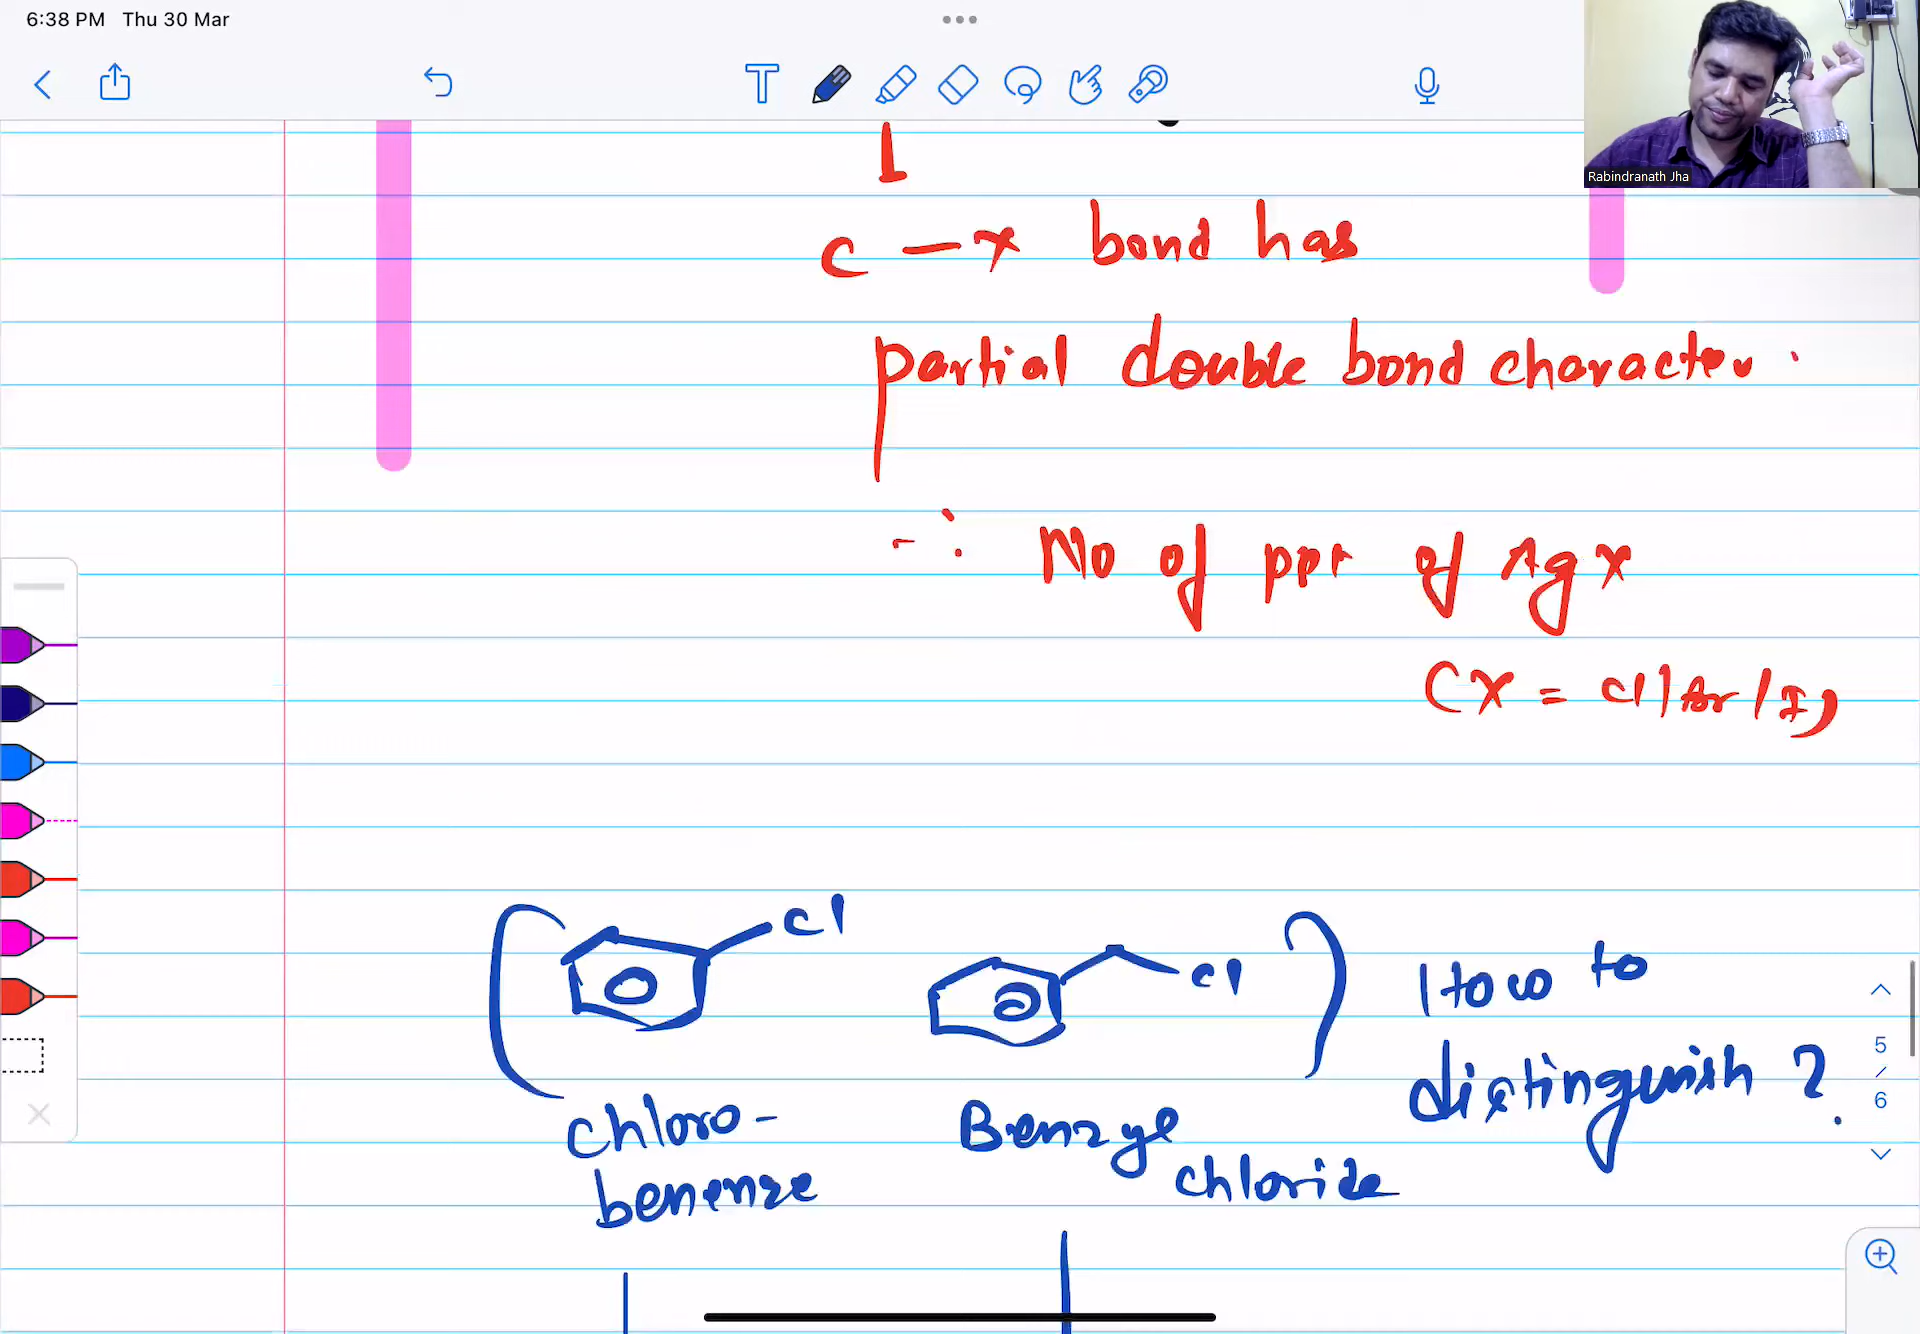 6:38 PM Thu 30 Mar
Rabindranath Jha
C - X bond has
partial double bond character.
∴ No of ppt of AgX
(X = Cl / Br / I)
Cl
Cl
How to
distinguish ?
Chloro-
benenze
Benzyl
chloride
5
/
6